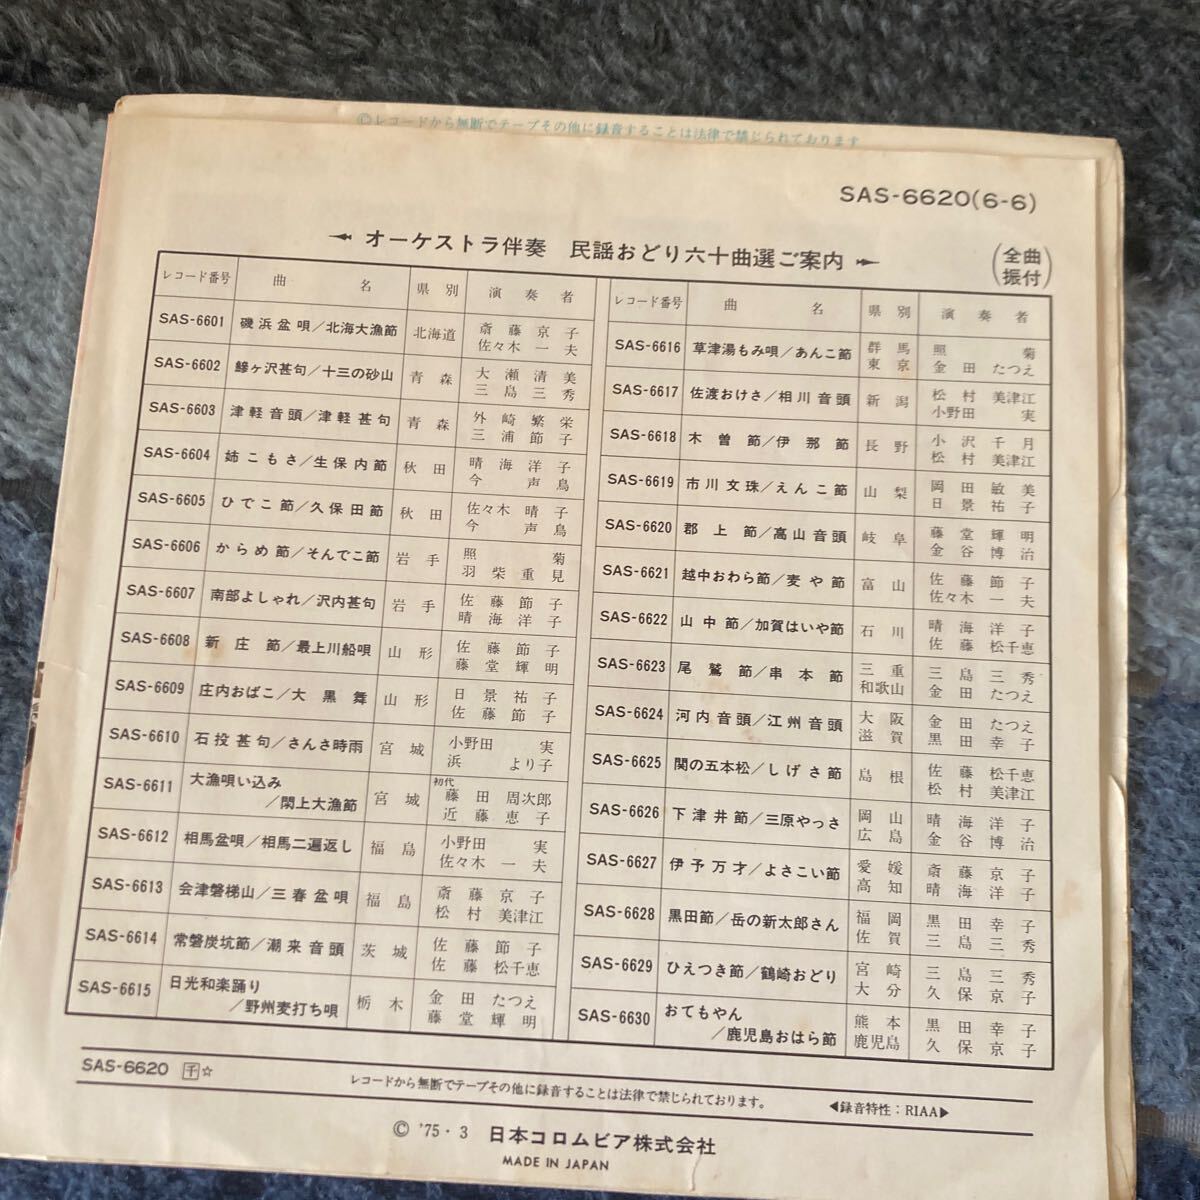 ©レコードから無断でテープその他に録音することは法律で禁じられております
SAS-6620(6-6)
オーケストラ伴奏 民謡おどり六十曲選ご案内
(全曲振付)
レコード番号 曲名 県別 演奏者
SAS-6601 磯浜盆唄/北海大漁節 北海道 斎藤京子 佐々木一夫
SAS-6602 鰺ヶ沢甚句/十三の砂山 青森 大瀬清美 三島三秀
SAS-6603 津軽音頭/津軽甚句 青森 外崎繁栄 三浦節子
SAS-6604 姉こもさ/生保内節 秋田 晴海洋子 今声鳥
SAS-6605 ひでこ節/久保田節 秋田 佐々木晴子 今声鳥
SAS-6606 からめ節/そんでこ節 岩手 照菊 羽柴重見
SAS-6607 南部よしゃれ/沢内甚句 岩手 佐藤節子 晴海洋子
SAS-6608 新庄節/最上川船唄 山形 佐藤節子 藤堂輝明
SAS-6609 庄内おばこ/大黒舞 山形 日景祐子 佐藤節子
SAS-6610 石投甚句/さんさ時雨 宮城 小野田実 浜より子
SAS-6611 大漁唄い込み/閖上大漁節 宮城 初代藤田周次郎 近藤恵子
SAS-6612 相馬盆唄/相馬二遍返し 福島 小野田実 佐々木一夫
SAS-6613 会津磐梯山/三春盆唄 福島 斎藤京子 松村美津江
SAS-6614 常磐炭坑節/潮来音頭 茨城 佐藤節子 佐藤松千恵
SAS-6615 日光和楽踊り/野州麦打ち唄 栃木 金田たつえ 藤堂輝明
レコード番号 曲名 県別 演奏者
SAS-6616 草津湯もみ唄/あんこ節 群馬 東京 照菊 金田たつえ
SAS-6617 佐渡おけさ/相川音頭 新潟 松村美津江 小野田実
SAS-6618 木曽節/伊那節 長野 小沢千月 松村美津江
SAS-6619 市川文珠/えんこ節 山梨 岡田敏美 日景祐子
SAS-6620 郡上節/高山音頭 岐阜 藤堂輝明 金谷博治
SAS-6621 越中おわら節/麦や節 富山 佐藤節子 佐々木一夫
SAS-6622 山中節/加賀はいや節 石川 晴海洋子 佐藤松千恵
SAS-6623 尾鷲節/串本節 三重 和歌山 三島三秀 金田たつえ
SAS-6624 河内音頭/江州音頭 大阪 滋賀 金田たつえ 黒田幸子
SAS-6625 関の五本松/しげさ節 島根 佐藤松千恵 松村美津江
SAS-6626 下津井節/三原やっさ 岡山 広島 晴海洋子 金谷博治
SAS-6627 伊予万才/よさこい節 愛媛 高知 斎藤京子 晴海洋子
SAS-6628 黒田節/岳の新太郎さん 福岡 佐賀 黒田幸子 三島三秀
SAS-6629 ひえつき節/鶴崎おどり 宮崎 大分 三島三秀 久保京子
SAS-6630 おてもやん/鹿児島おはら節 熊本 鹿児島 黒田幸子 久保京子
SAS-6620 干☆
レコードから無断でテープその他に録音することは法律で禁じられております。
◀録音特性:RIAA▶
© '75・3 日本コロムビア株式会社
MADE IN JAPAN